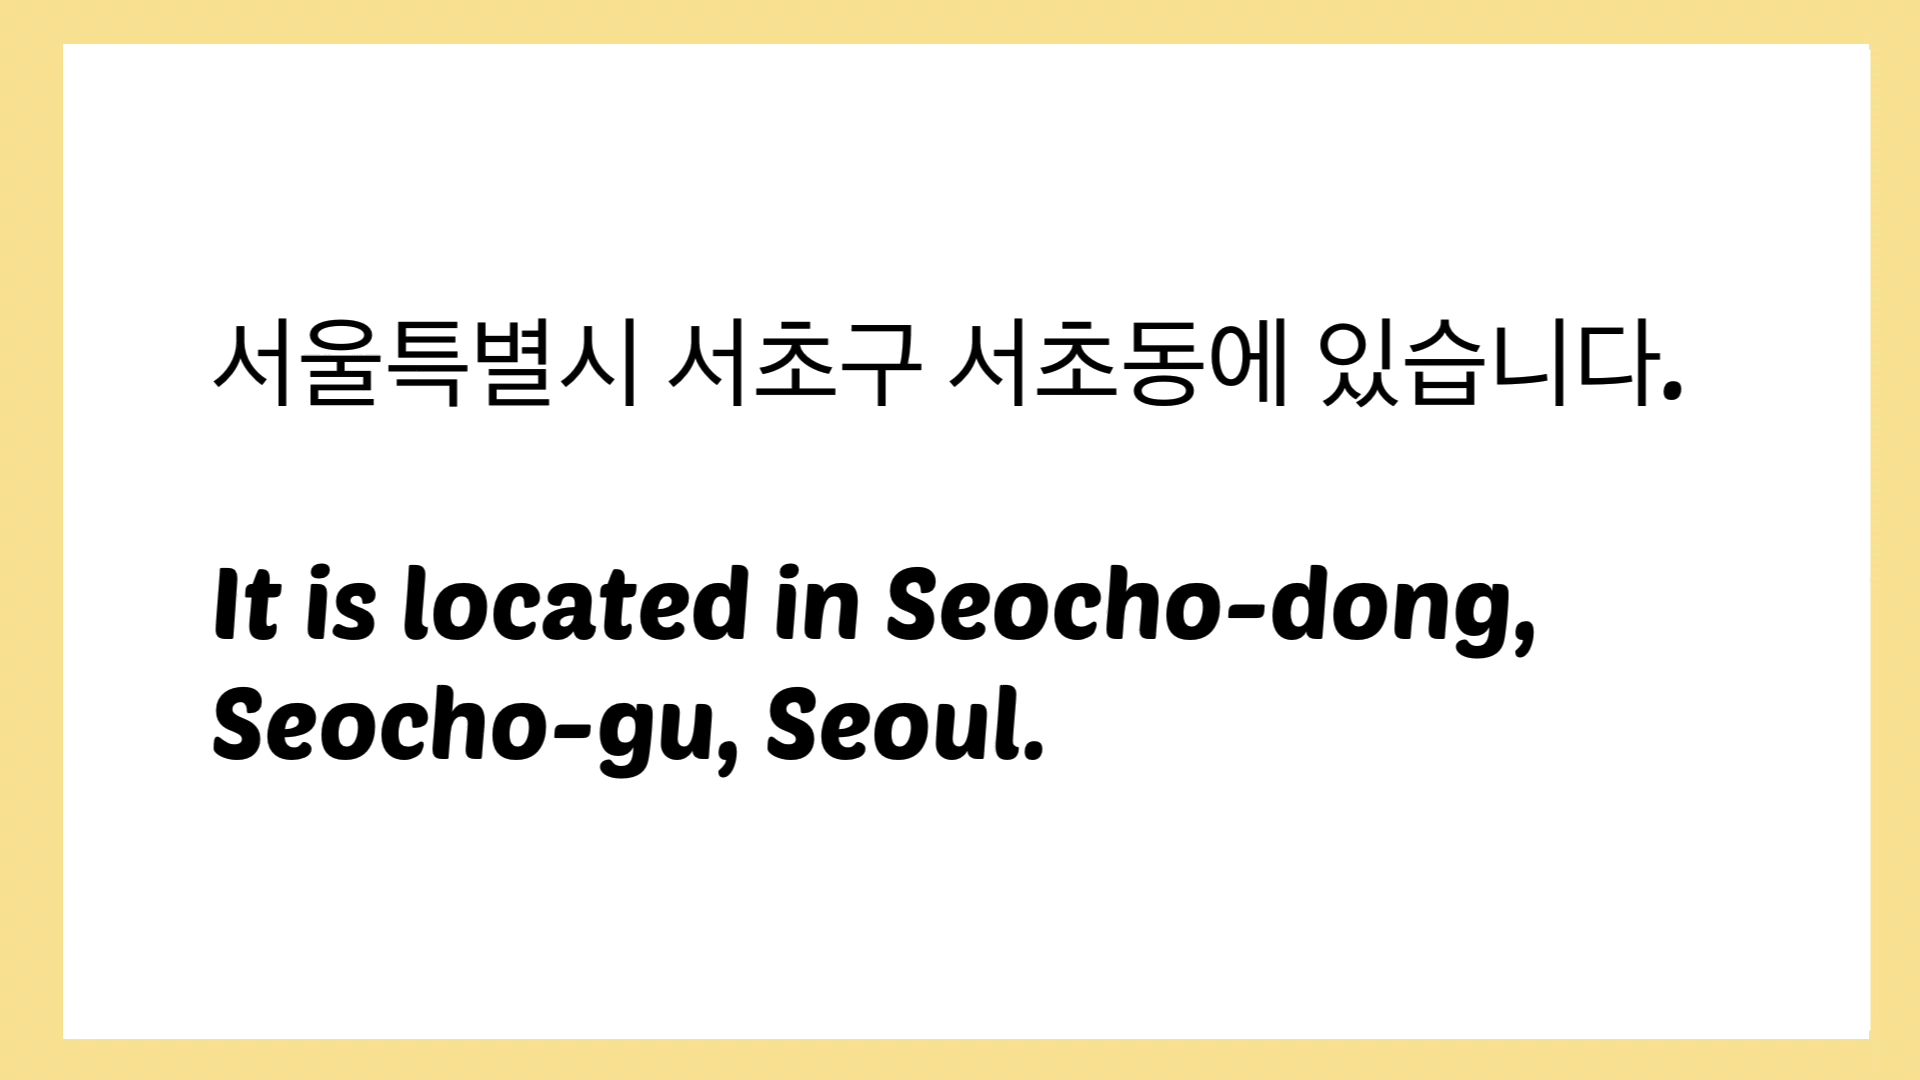 서울특별시 서초구 서초동에 있습니다.
It is located in Seocho-dong,
Seocho-gu, Seoul.